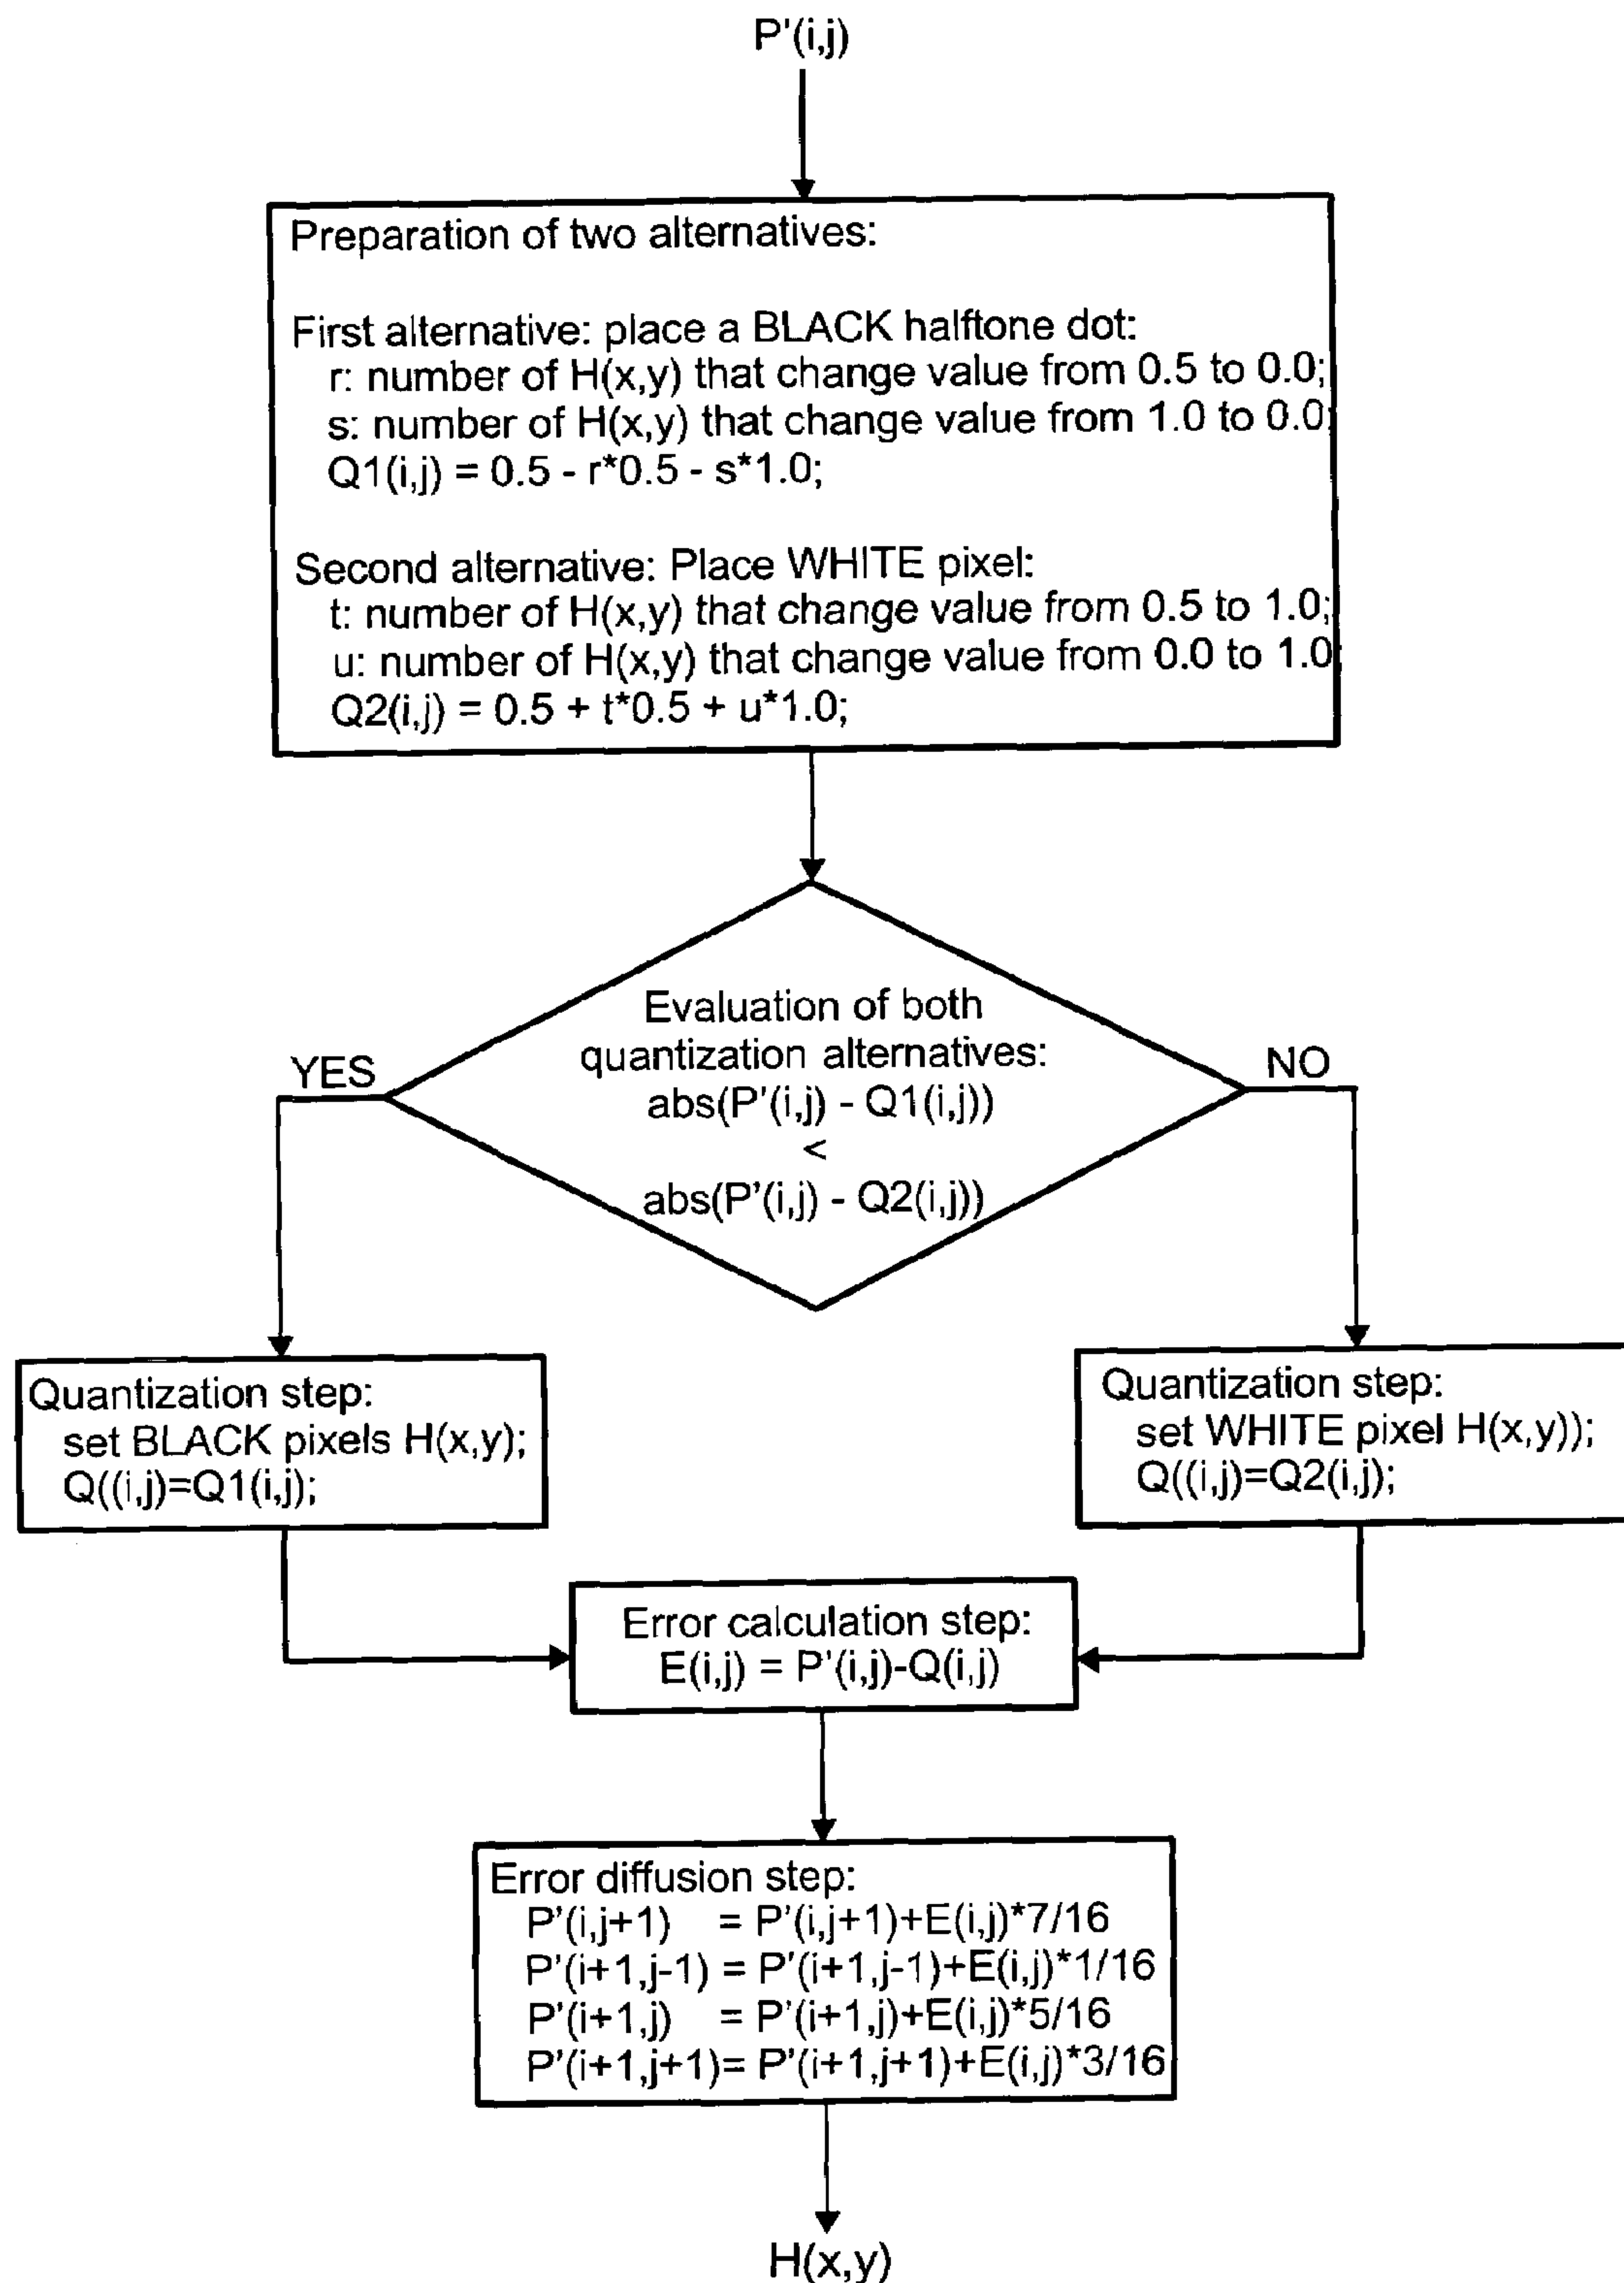 P'(i,j)
Preparation of two alternatives:
First alternative: place a BLACK halftone dot:
r: number of H(x,y) that change value from 0.5 to 0.0;
s: number of H(x,y) that change value from 1.0 to 0.0;
Q1(i,j) = 0.5 - r*0.5 - s*1.0;
Second alternative: Place WHITE pixel:
t: number of H(x,y) that change value from 0.5 to 1.0;
u: number of H(x,y) that change value from 0.0 to 1.0
Q2(i,j) = 0.5 + t*0.5 + u*1.0;
Evaluation of both
quantization alternatives:
abs(P'(i,j) - Q1(i,j))
<
abs(P'(i,j) - Q2(i,j))
YES
NO
Quantization step:
set BLACK pixels H(x,y);
Q((i,j)=Q1(i,j);
Quantization step:
set WHITE pixel H(x,y));
Q((i,j)=Q2(i,j);
Error calculation step:
E(i,j) = P'(i,j)-Q(i,j)
Error diffusion step:
P'(i,j+1) = P'(i,j+1)+E(i,j)*7/16
P'(i+1,j-1) = P'(i+1,j-1)+E(i,j)*1/16
P'(i+1,j) = P'(i+1,j)+E(i,j)*5/16
P'(i+1,j+1)= P'(i+1,j+1)+E(i,j)*3/16
H(x,y)